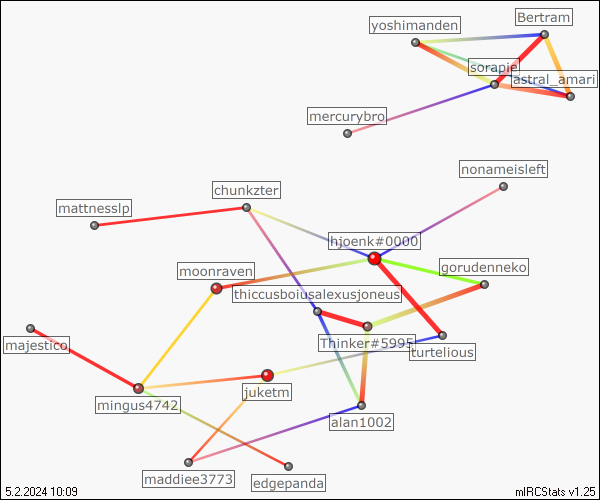 Bertram
yoshimanden
sorapie
astral_amari
mercurybro
nonameisleft
chunkzter
mattnesslp
hjoenk#0000
moonraven
gorudenneko
thiccusboiusalexusjoneus
Thinker#5995
turtelious
majestico
juketm
mingus4742
alan1002
maddiee3773
edgepanda
5.2.2024 10:09
mIRCStats v1.25